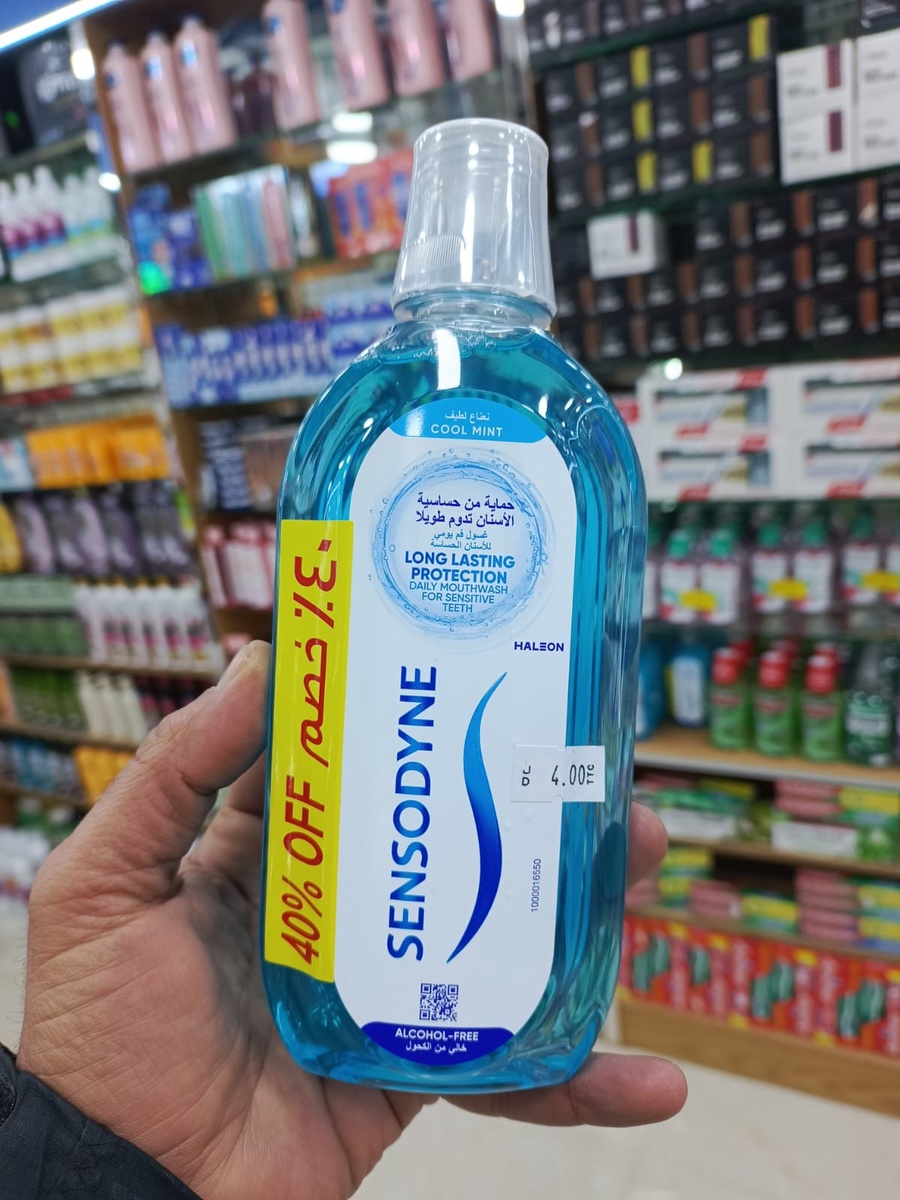 نعناع لطيف
COOL MINT
حماية من حساسية
الأسنان تدوم طويلا
غسول فم يومي
للأسنان الحساسة
LONG LASTING
PROTECTION
DAILY MOUTHWASH
FOR SENSITIVE
TEETH
HALEON
40% OFF خصم ٪٤٠
SENSODYNE
4.00
1000016550
ALCOHOL-FREE
خالي من الكحول